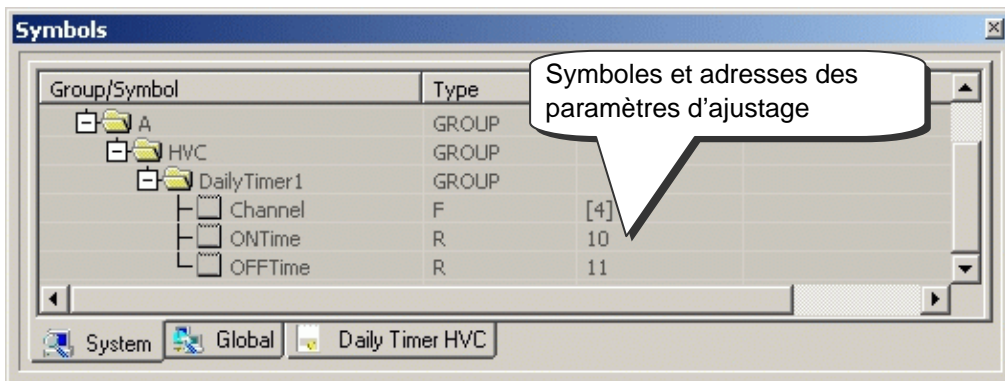 Symbols
Group/Symbol Type
Symboles et adresses des
paramètres d'ajustage
A GROUP
HVC GROUP
DailyTimer1 GROUP
Channel F [4]
ONTime R 10
OFFTime R 11
System Global Daily Timer HVC